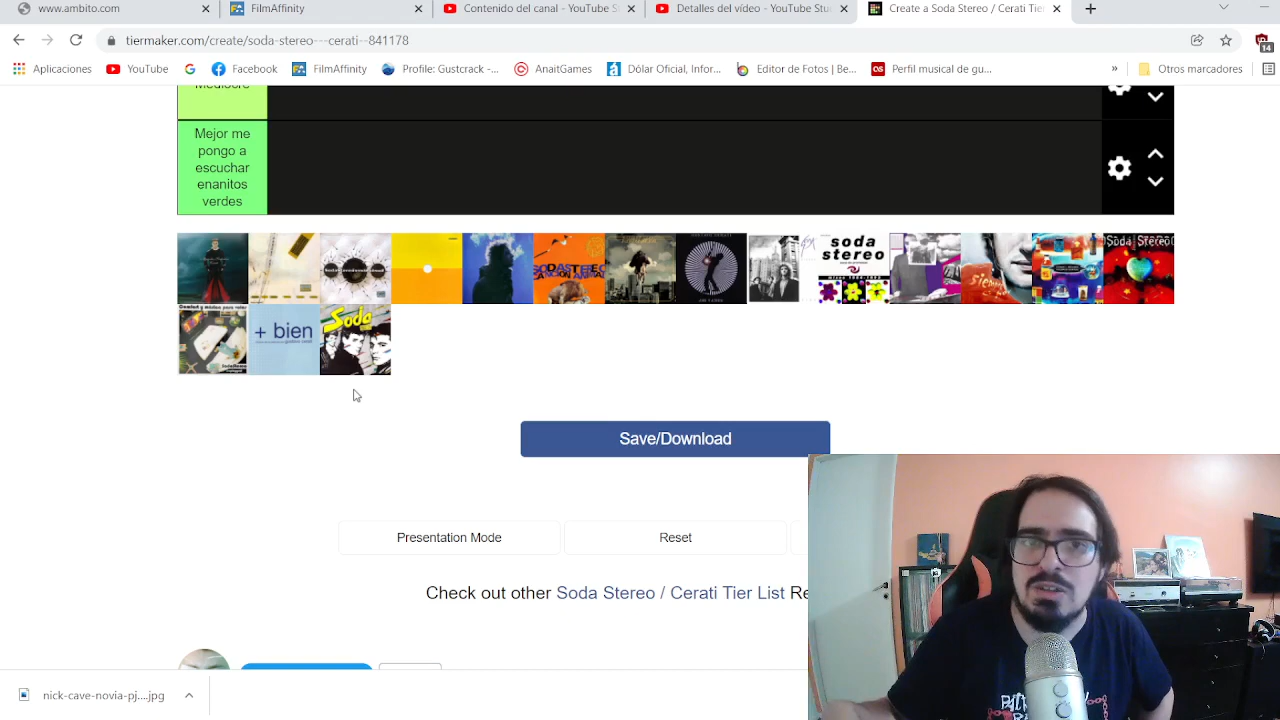 www.ambito.com
FilmAffinity
Contenido del canal - YouTube S
Detalles del vídeo - YouTube Stu
Create a Soda Stereo / Cerati Tie
tiermaker.com/create/soda-stereo---cerati--841178
14
Aplicaciones
YouTube
Facebook
FilmAffinity
Profile: Gustcrack -...
AnaitGames
Dólar Oficial, Infor...
Editor de Fotos | Be...
Perfil musical de gu...
»
Otros marcadores
Mediocre
Mejor me
pongo a
escuchar
enanitos
verdes
soda
stereo
Soda Stereo
+ bien
Soda
Save/Download
Presentation Mode
Reset
Check out other Soda Stereo / Cerati Tier List Re
nick-cave-novia-pj....jpg